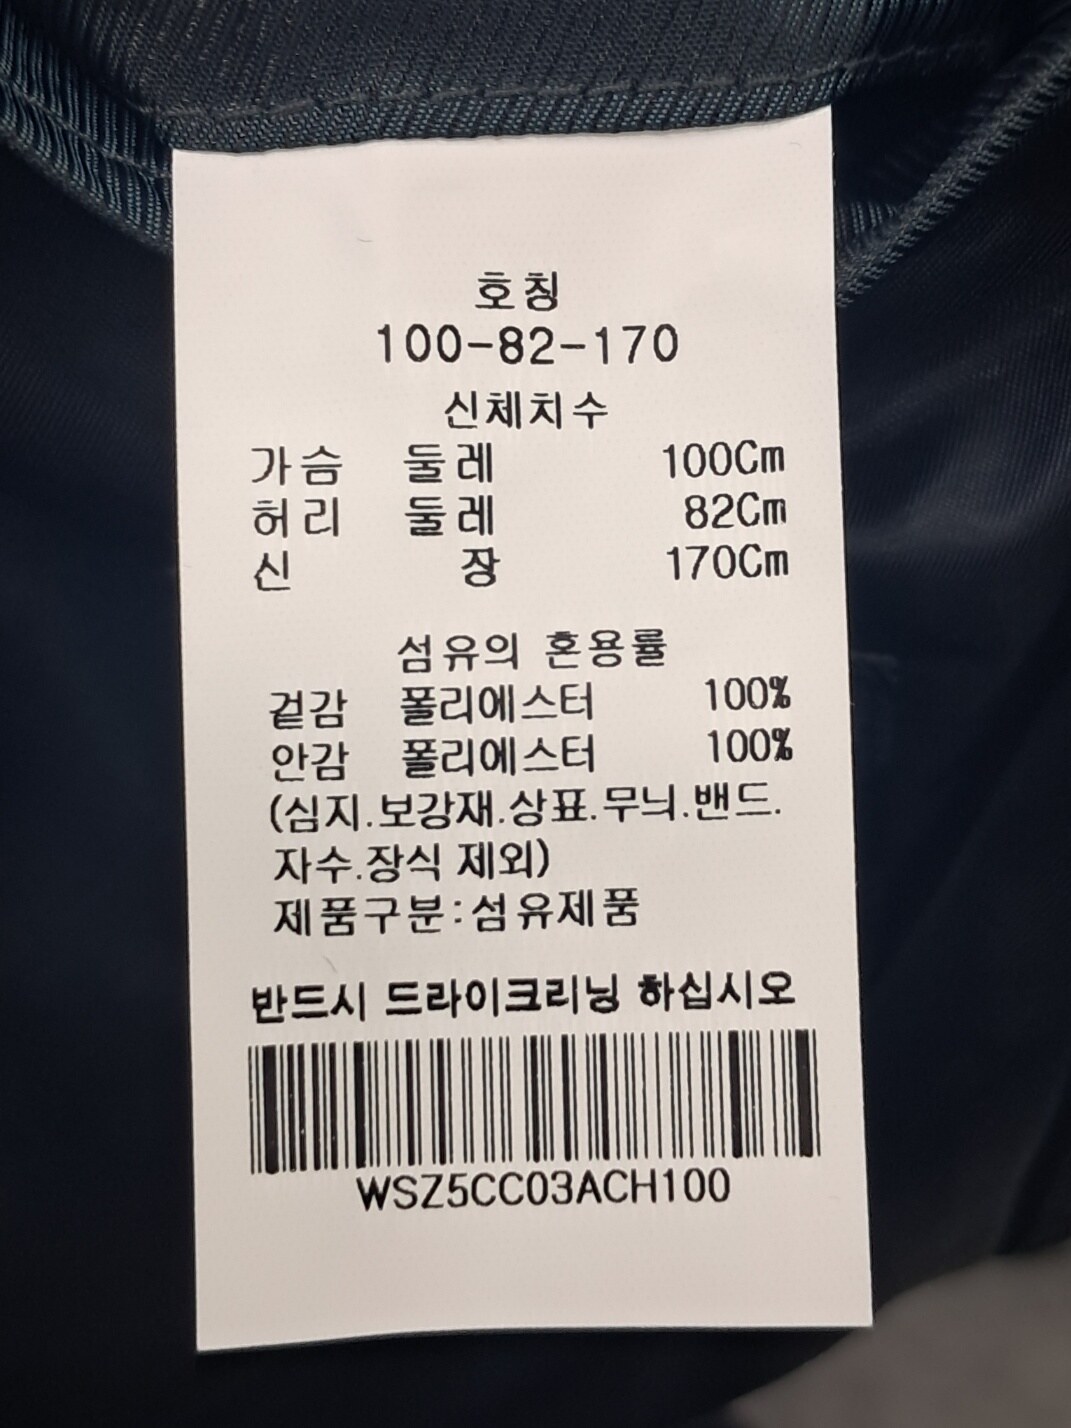 호칭
100-82-170
신체치수
가슴 둘레 100Cm
허리 둘레 82Cm
신 장 170Cm
섬유의 혼용률
겉감 폴리에스터 100%
안감 폴리에스터 100%
(심지.보강재.상표.무늬.밴드.
자수.장식 제외)
제품구분:섬유제품
반드시 드라이크리닝 하십시오
WSZ5CC03ACH100